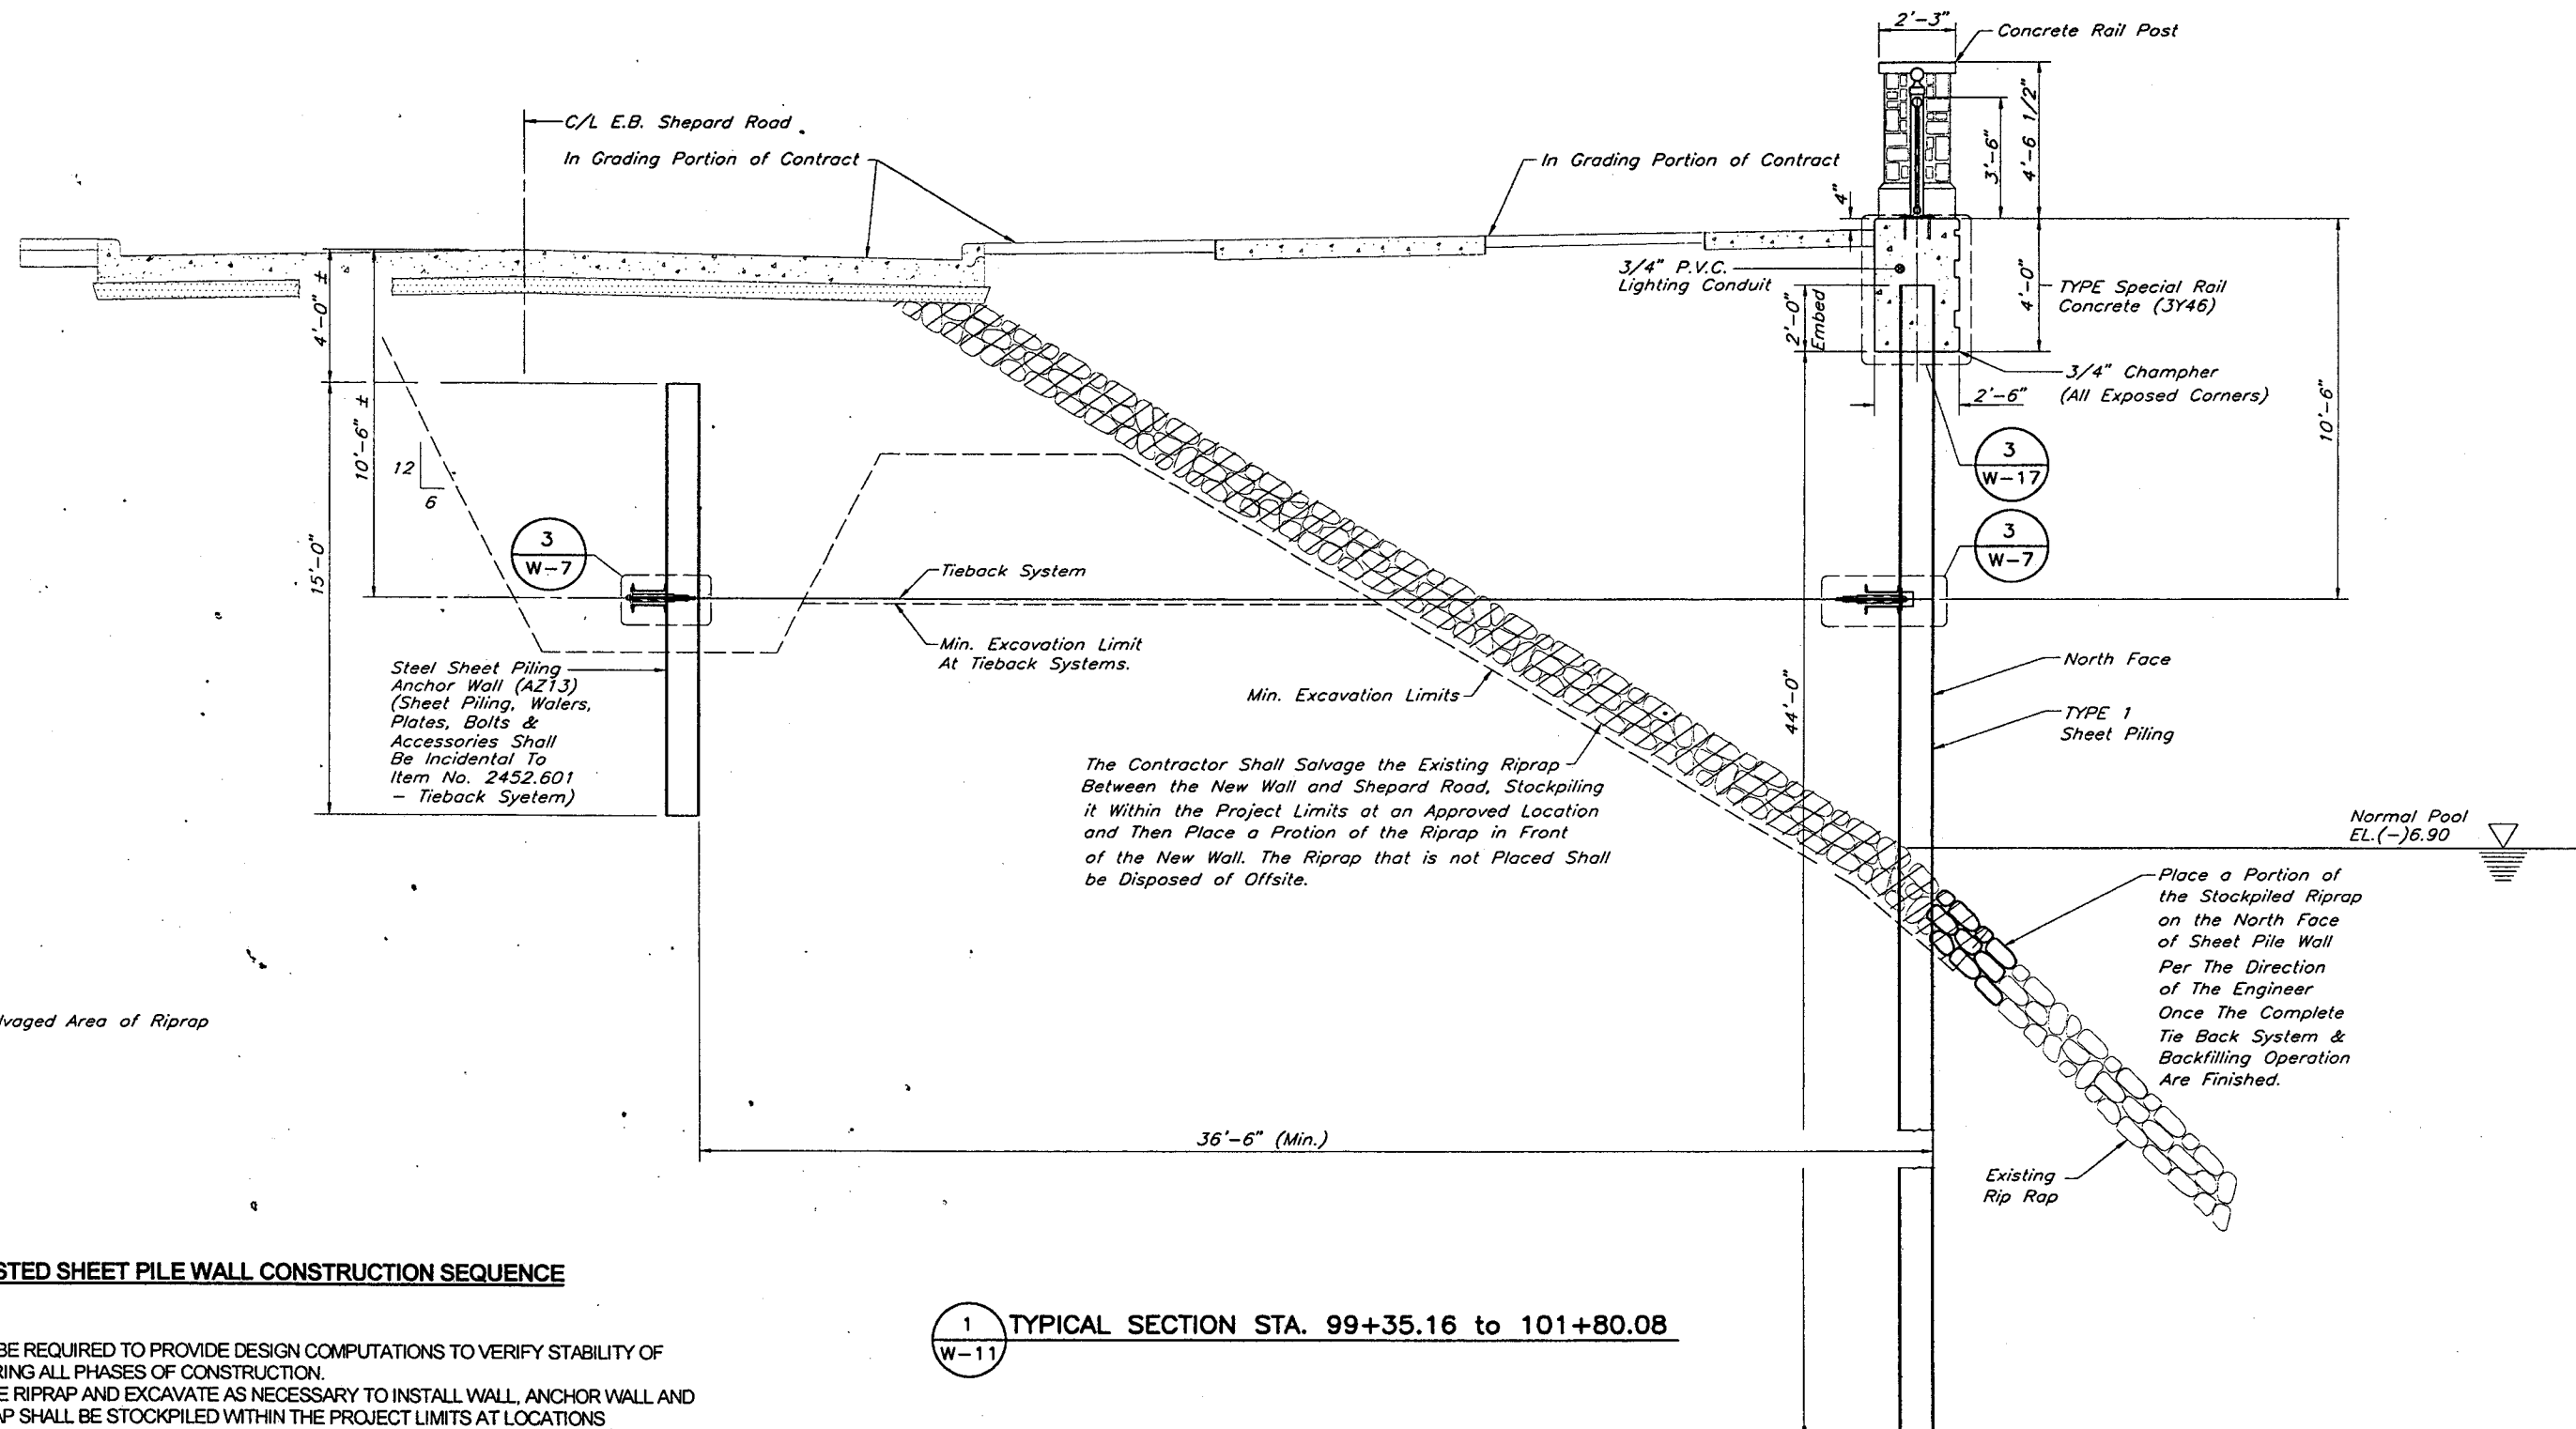 2'-3"
Concrete Rail Post
C/L E.B. Shepard Road
In Grading Portion of Contract
In Grading Portion of Contract
4"
3'-6"
4'-6 1/2"
3/4" P.V.C.
Lighting Conduit
2'-0"
Embed
4'-0"
TYPE Special Rail
Concrete (3Y46)
3/4" Champher
(All Exposed Corners)
2'-6"
10'-6"
4'-0" ±
10'-6" ±
15'-0"
12
6
3
W-17
3
W-7
3
W-7
Tieback System
Min. Excavation Limit
At Tieback Systems.
Steel Sheet Piling
Anchor Wall (AZ13)
(Sheet Piling, Walers,
Plates, Bolts &
Accessories Shall
Be Incidental To
Item No. 2452.601
- Tieback Syetem)
Min. Excavation Limits
North Face
TYPE 1
Sheet Piling
44'-0"
The Contractor Shall Salvage the Existing Riprap
Between the New Wall and Shepard Road, Stockpiling
it Within the Project Limits at an Approved Location
and Then Place a Protion of the Riprap in Front
of the New Wall. The Riprap that is not Placed Shall
be Disposed of Offsite.
Normal Pool
EL.(-)6.90
Place a Portion of
the Stockpiled Riprap
on the North Face
of Sheet Pile Wall
Per The Direction
of The Engineer
Once The Complete
Tie Back System &
Backfilling Operation
Are Finished.
lvaged Area of Riprap
36'-6" (Min.)
Existing
Rip Rap
STED SHEET PILE WALL CONSTRUCTION SEQUENCE
1
W-11
TYPICAL SECTION STA. 99+35.16 to 101+80.08
BE REQUIRED TO PROVIDE DESIGN COMPUTATIONS TO VERIFY STABILITY OF
RING ALL PHASES OF CONSTRUCTION.
E RIPRAP AND EXCAVATE AS NECESSARY TO INSTALL WALL, ANCHOR WALL AND
AP SHALL BE STOCKPILED WITHIN THE PROJECT LIMITS AT LOCATIONS